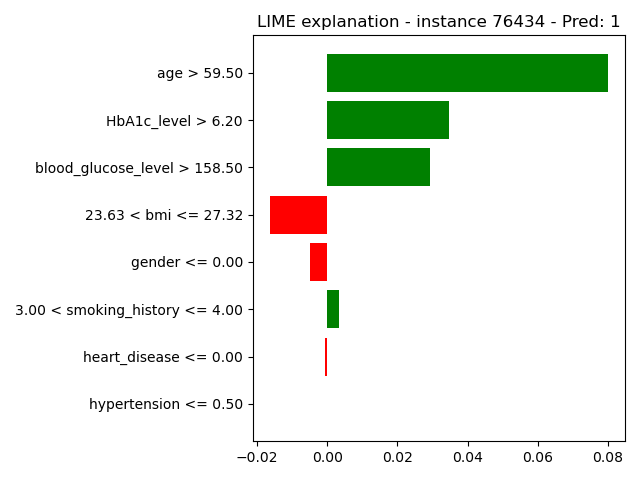 LIME explanation - instance 76434 - Pred: 1
age > 59.50
HbA1c_level > 6.20
blood_glucose_level > 158.50
23.63 < bmi <= 27.32
gender <= 0.00
3.00 < smoking_history <= 4.00
heart_disease <= 0.00
hypertension <= 0.50
−0.02 0.00 0.02 0.04 0.06 0.08